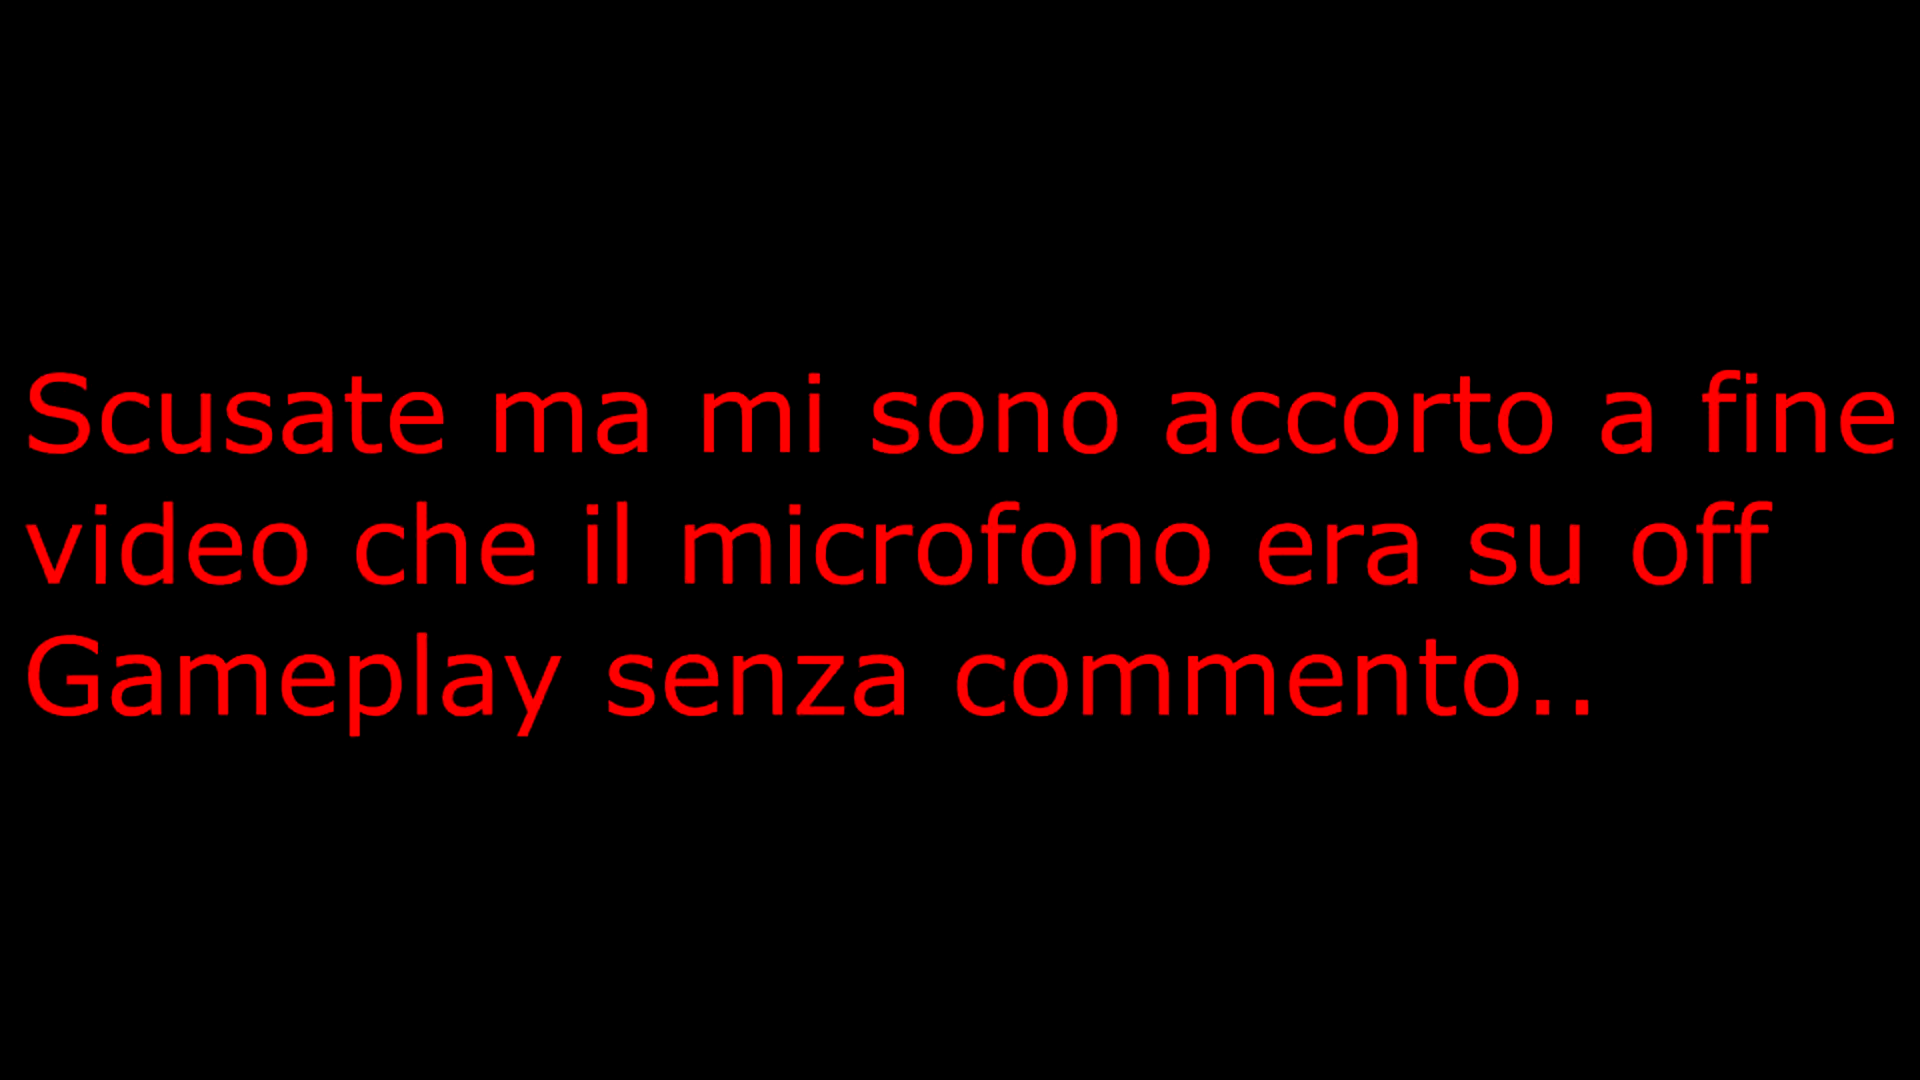 Scusate ma mi sono accorto a fine
video che il microfono era su off
Gameplay senza commento..